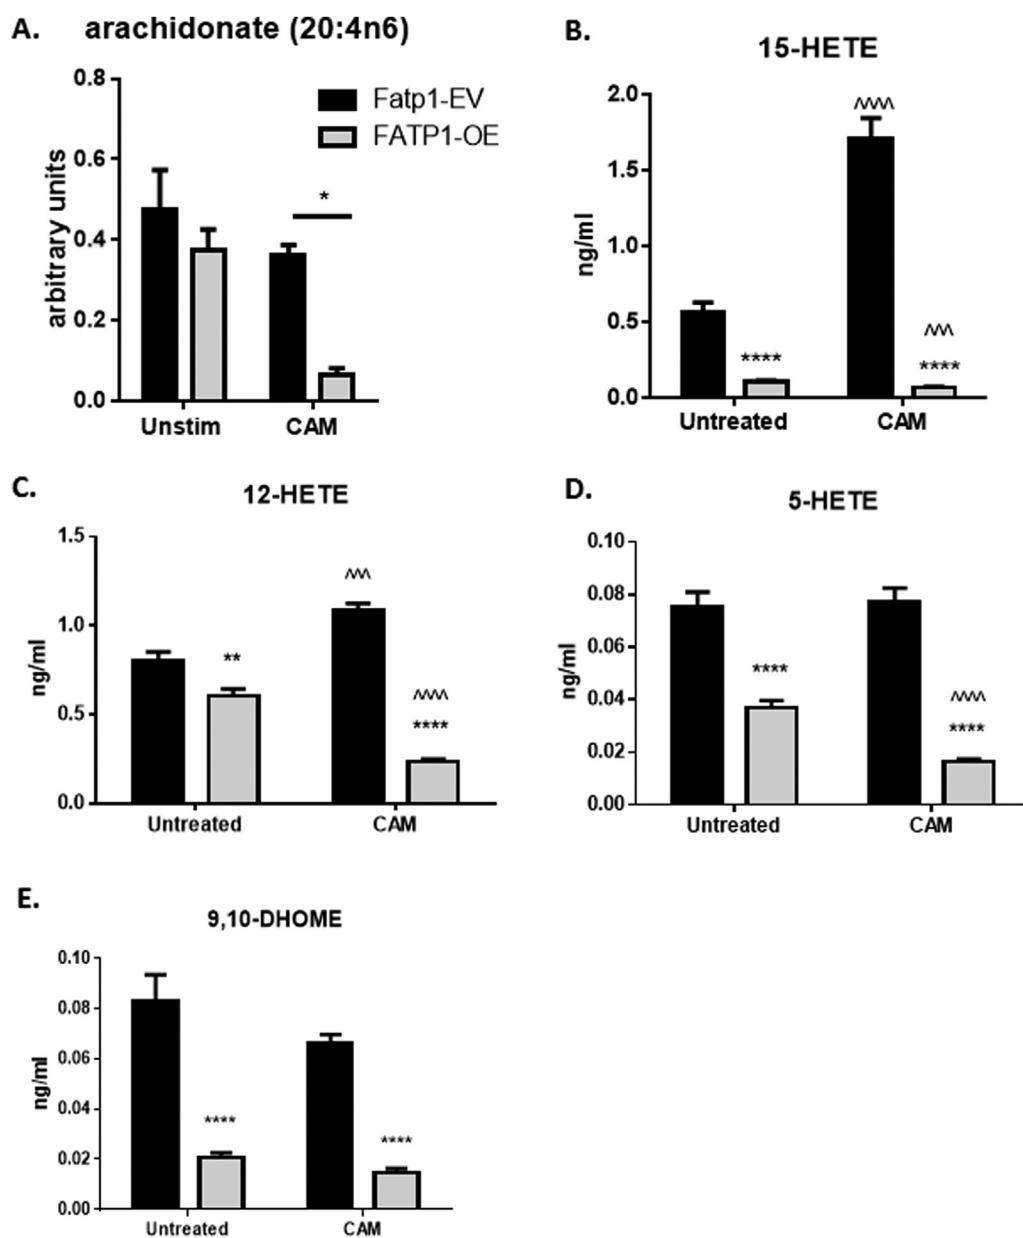 A. arachidonate (20:4n6)
0.8
0.6
0.4
0.2
0.0
arbitrary units
Fatp1-EV
FATP1-OE
*
Unstim CAM
B.
15-HETE
2.0
1.5
1.0
0.5
0.0
ng/ml
****
^^^^
^^^
****
Untreated CAM
C.
12-HETE
1.5
1.0
0.5
0.0
ng/ml
**
^^^
^^^^
****
Untreated CAM
D.
5-HETE
0.10
0.08
0.06
0.04
0.02
0.00
ng/ml
****
^^^^
****
Untreated CAM
E.
9,10-DHOME
0.10
0.08
0.06
0.04
0.02
0.00
ng/ml
****
****
Untreated CAM